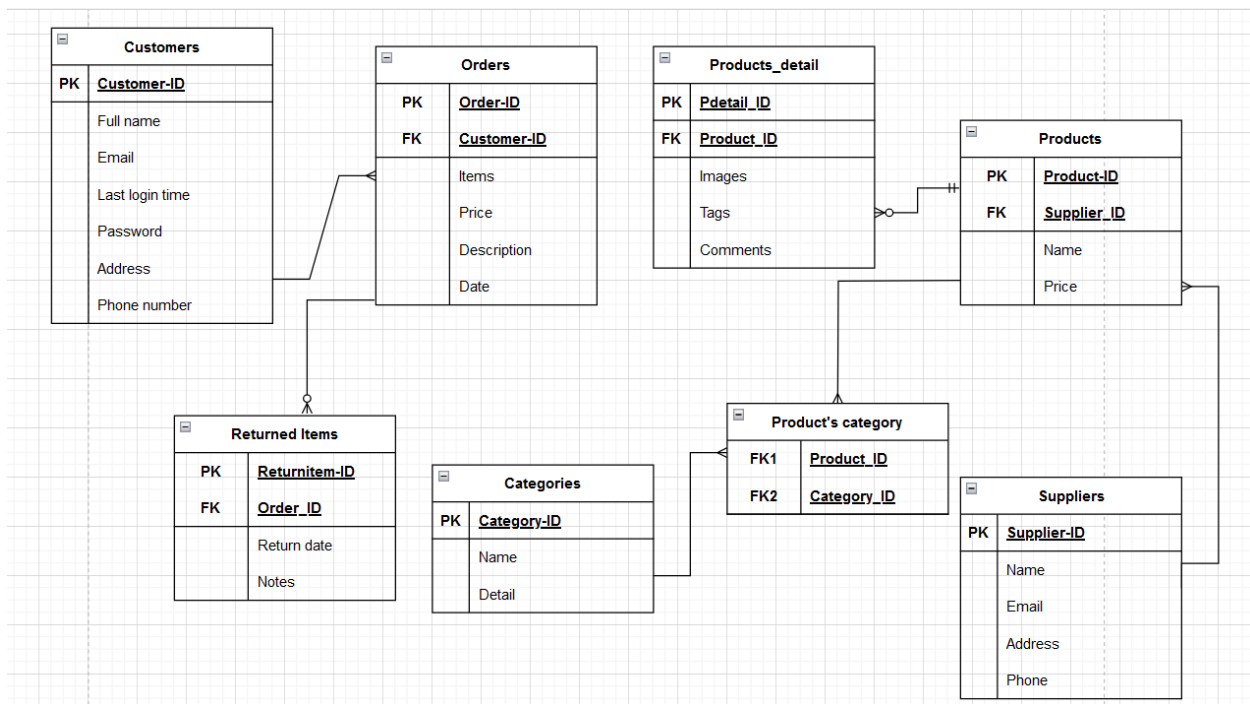 Customers
PK Customer-ID
Full name
Email
Last login time
Password
Address
Phone number
Orders
PK Order-ID
FK Customer-ID
Items
Price
Description
Date
Products_detail
PK Pdetail_ID
FK Product_ID
Images
Tags
Comments
Products
PK Product-ID
FK Supplier_ID
Name
Price
Returned Items
PK Returnitem-ID
FK Order_ID
Return date
Notes
Categories
PK Category-ID
Name
Detail
Product's category
FK1 Product_ID
FK2 Category_ID
Suppliers
PK Supplier-ID
Name
Email
Address
Phone